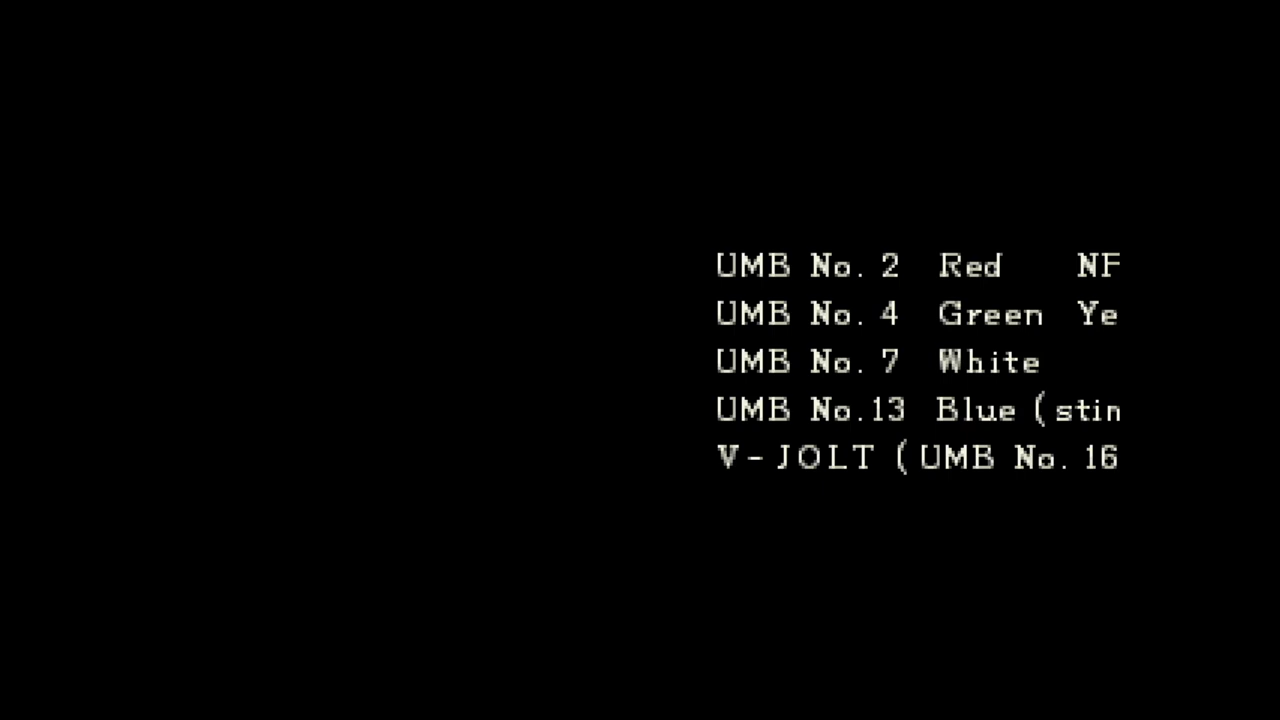 UMB No. 2 Red NF
UMB No. 4 Green Ye
UMB No. 7 White
UMB No.13 Blue (stin
V-JOLT (UMB No. 16